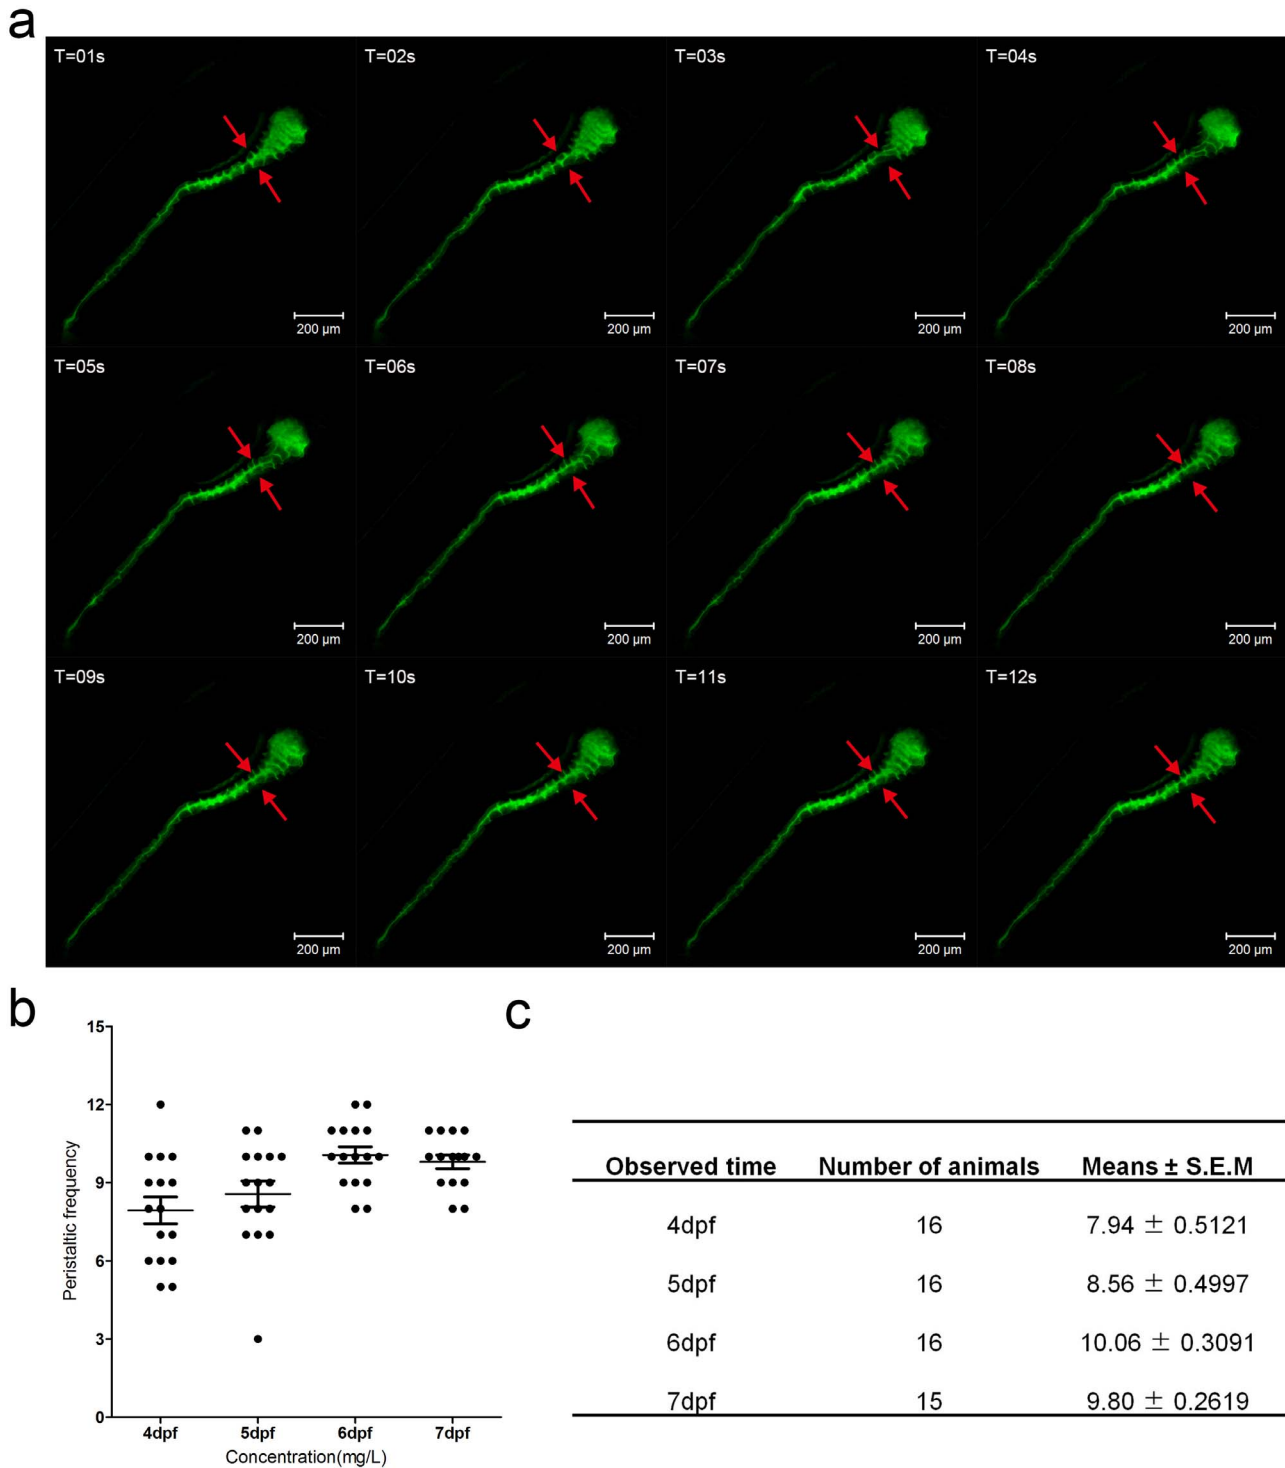 a
T=01s T=02s T=03s T=04s
200 µm 200 µm 200 µm 200 µm
T=05s T=06s T=07s T=08s
200 µm 200 µm 200 µm 200 µm
T=09s T=10s T=11s T=12s
200 µm 200 µm 200 µm 200 µm
b
Peristaltic frequency
15
12
9
6
3
0
4dpf 5dpf 6dpf 7dpf
Concentration(mg/L)
c
Observed time Number of animals Means ± S.E.M
4dpf 16 7.94 ± 0.5121
5dpf 16 8.56 ± 0.4997
6dpf 16 10.06 ± 0.3091
7dpf 15 9.80 ± 0.2619